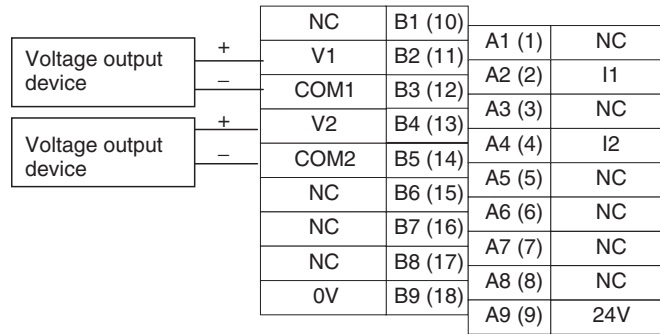 NC B1 (10)
A1 (1) NC
Voltage output
device
+
V1 B2 (11)
A2 (2) I1
−
COM1 B3 (12)
A3 (3) NC
Voltage output
device
+
V2 B4 (13)
A4 (4) I2
−
COM2 B5 (14)
A5 (5) NC
NC B6 (15)
A6 (6) NC
NC B7 (16)
A7 (7) NC
NC B8 (17)
A8 (8) NC
0V B9 (18)
A9 (9) 24V